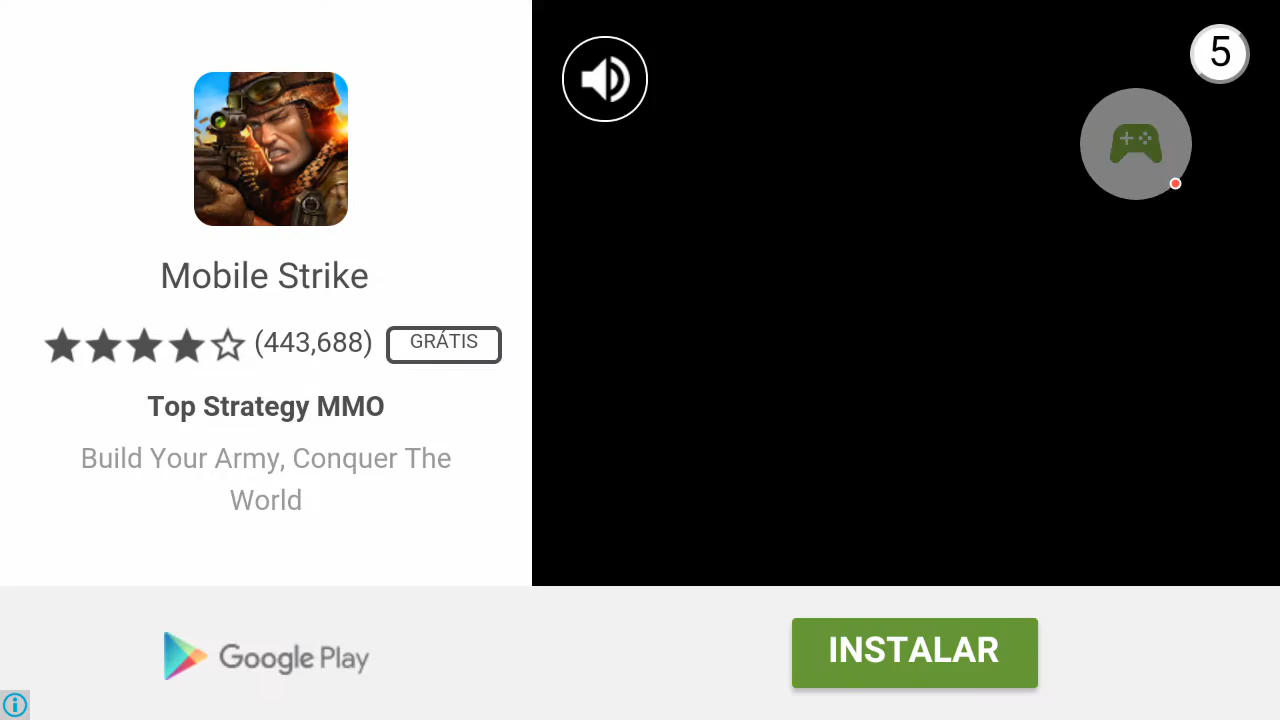 5
Mobile Strike
(443,688) GRÁTIS
Top Strategy MMO
Build Your Army, Conquer The
World
Google Play
INSTALAR